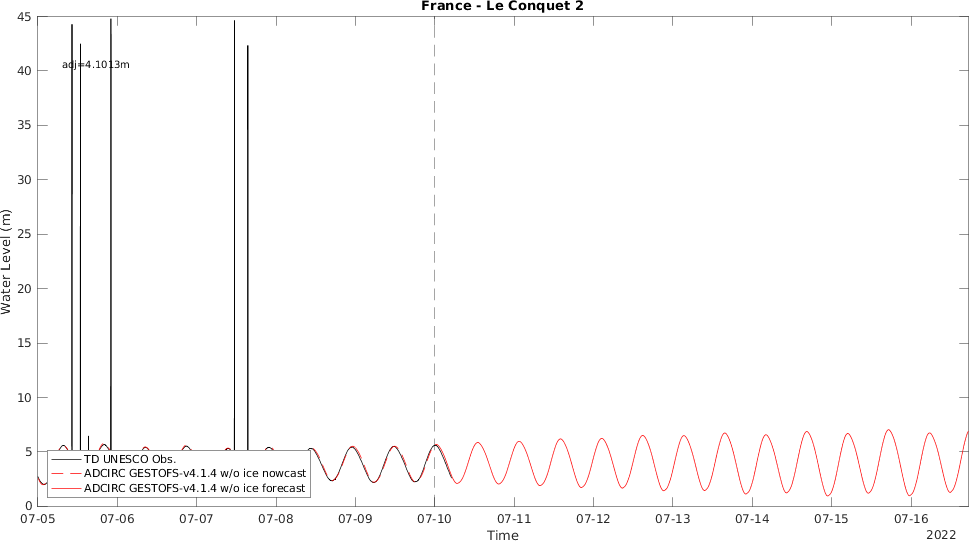 France - Le Conquet 2
45
40
35
30
25
20
15
10
5
0
Water Level (m)
adj=4.1013m
TD UNESCO Obs.
ADCIRC GESTOFS-v4.1.4 w/o ice nowcast
ADCIRC GESTOFS-v4.1.4 w/o ice forecast
07-05 07-06 07-07 07-08 07-09 07-10 07-11 07-12 07-13 07-14 07-15 07-16
Time
2022